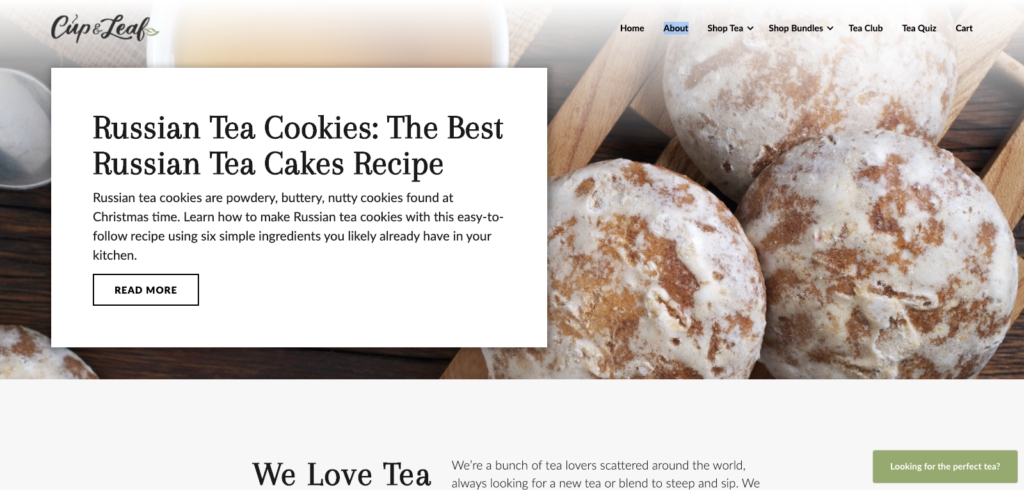 Cup & Leaf
Home About Shop Tea Shop Bundles Tea Club Tea Quiz Cart
Russian Tea Cookies: The Best
Russian Tea Cakes Recipe
Russian tea cookies are powdery, buttery, nutty cookies found at
Christmas time. Learn how to make Russian tea cookies with this easy-to-
follow recipe using six simple ingredients you likely already have in your
kitchen.
READ MORE
We Love Tea
We're a bunch of tea lovers scattered around the world,
always looking for a new tea or blend to steep and sip. We
Looking for the perfect tea?